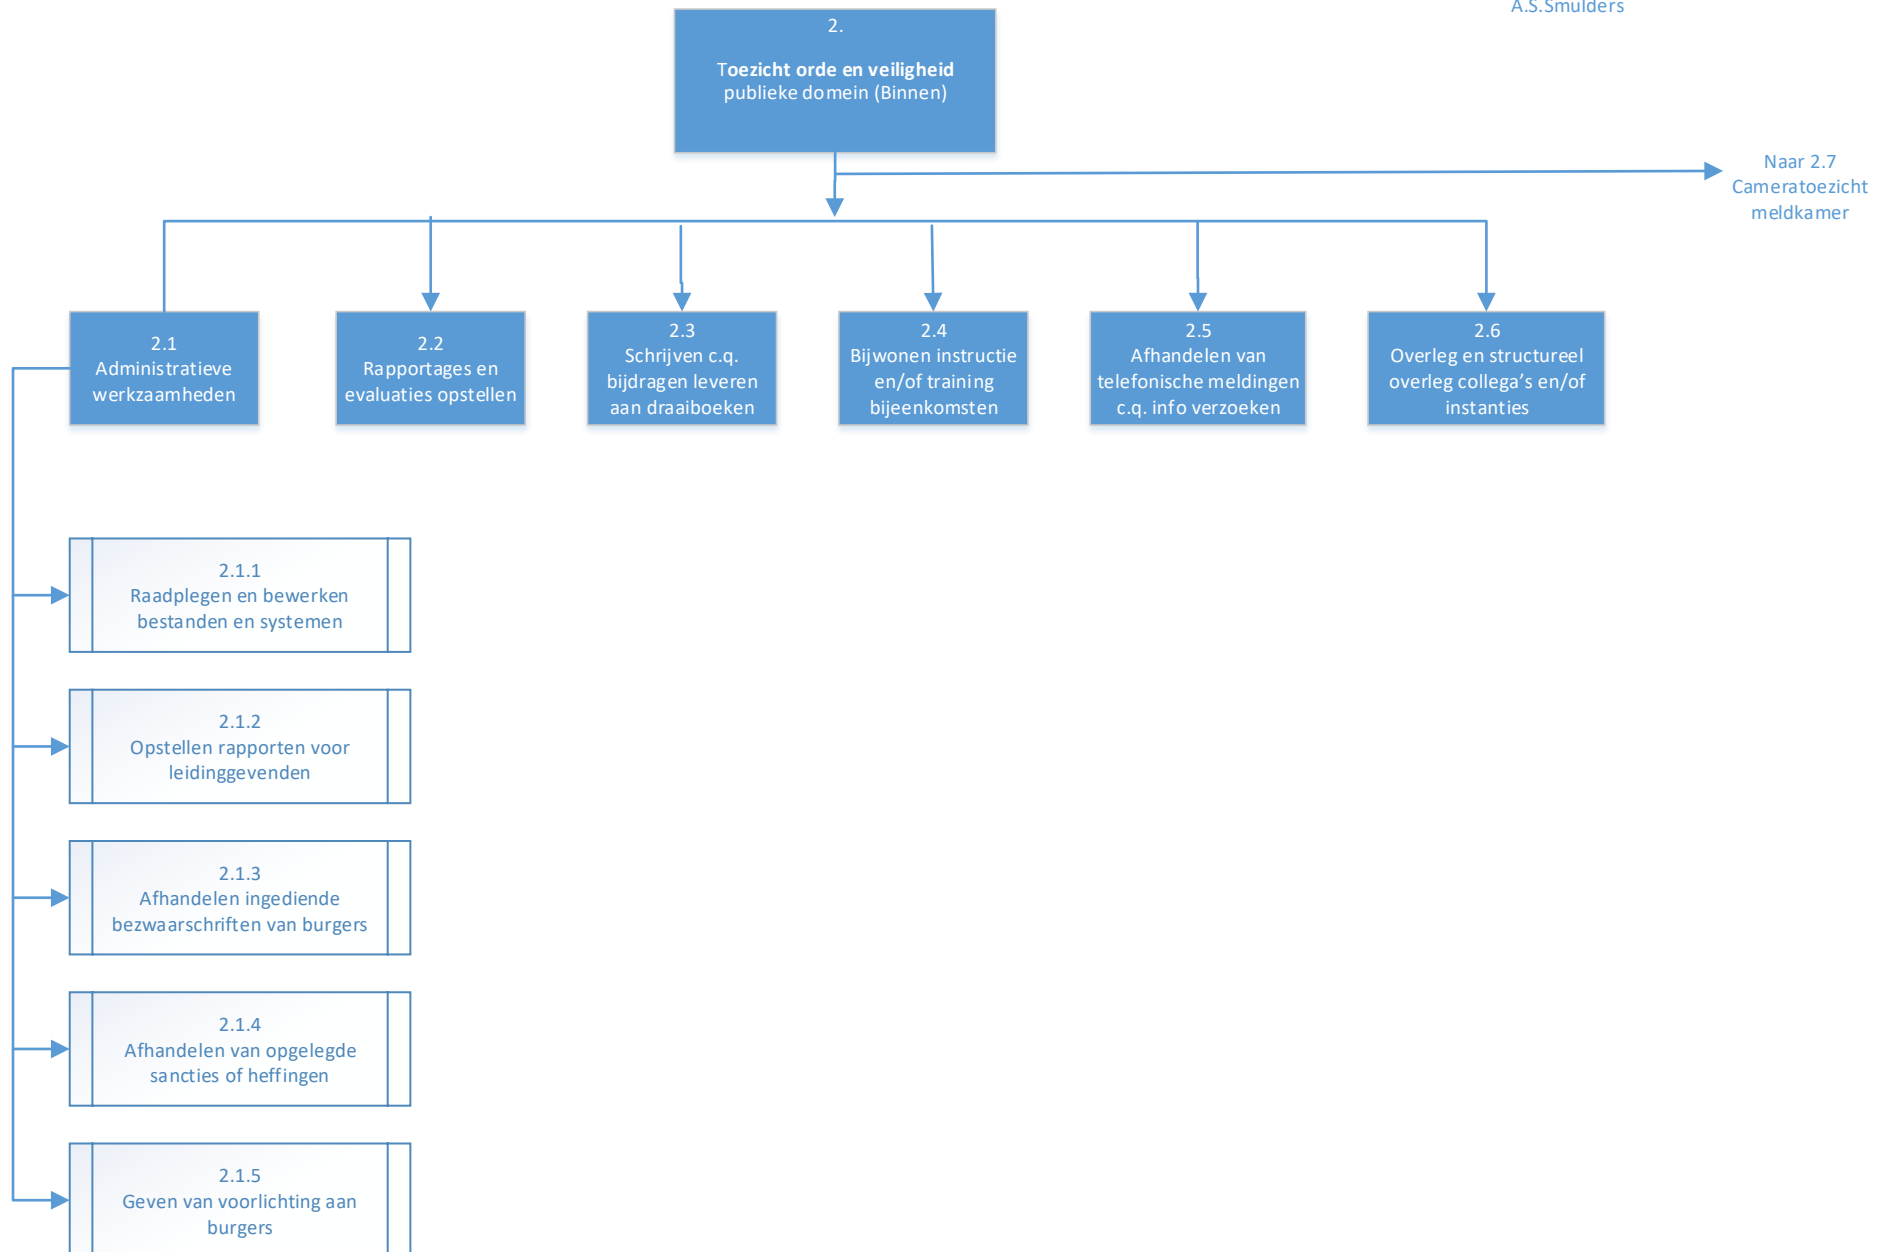 A.S.Smulders
2.
Toezicht orde en veiligheid
publieke domein (Binnen)
Naar 2.7
Cameratoezicht
meldkamer
2.1
Administratieve
werkzaamheden
2.2
Rapportages en
evaluaties opstellen
2.3
Schrijven c.q.
bijdragen leveren
aan draaiboeken
2.4
Bijwonen instructie
en/of training
bijeenkomsten
2.5
Afhandelen van
telefonische meldingen
c.q. info verzoeken
2.6
Overleg en structureel
overleg collega’s en/of
instanties
2.1.1
Raadplegen en bewerken
bestanden en systemen
2.1.2
Opstellen rapporten voor
leidinggevenden
2.1.3
Afhandelen ingediende
bezwaarschriften van burgers
2.1.4
Afhandelen van opgelegde
sancties of heffingen
2.1.5
Geven van voorlichting aan
burgers